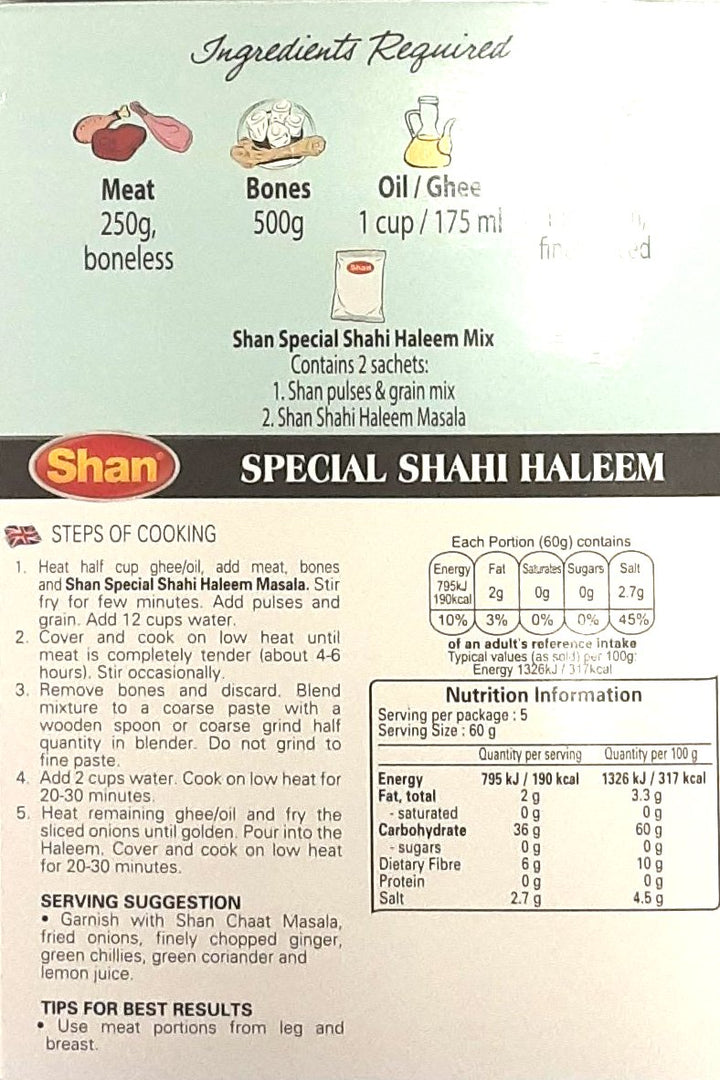 Ingredients Required
Meat
250g,
boneless
Bones
500g
Oil / Ghee
1 cup / 175 ml
Shan
Shan Special Shahi Haleem Mix
Contains 2 sachets:
1. Shan pulses & grain mix
2. Shan Shahi Haleem Masala
Shan
SPECIAL SHAHI HALEEM
STEPS OF COOKING
1. Heat half cup ghee/oil, add meat, bones
and Shan Special Shahi Haleem Masala. Stir
fry for few minutes. Add pulses and
grain. Add 12 cups water.
2. Cover and cook on low heat until
meat is completely tender (about 4-6
hours). Stir occasionally.
3. Remove bones and discard. Blend
mixture to a coarse paste with a
wooden spoon or coarse grind half
quantity in blender. Do not grind to
fine paste.
4. Add 2 cups water. Cook on low heat for
20-30 minutes.
5. Heat remaining ghee/oil and fry the
sliced onions until golden. Pour into the
Haleem. Cover and cook on low heat
for 20-30 minutes.
SERVING SUGGESTION
• Garnish with Shan Chaat Masala,
fried onions, finely chopped ginger,
green chillies, green coriander and
lemon juice.
TIPS FOR BEST RESULTS
• Use meat portions from leg and
breast.
Each Portion (60g) contains
Energy Fat Saturates Sugars Salt
795kJ
190kcal 2g 0g 0g 2.7g
10% 3% 0% 0% 45%
of an adult's reference intake
Typical values (as sold) per 100g:
Energy 1326kJ / 317kcal
Nutrition Information
Serving per package : 5
Serving Size : 60 g
Quantity per serving Quantity per 100 g
Energy 795 kJ / 190 kcal 1326 kJ / 317 kcal
Fat, total 2 g 3.3 g
- saturated 0 g 0 g
Carbohydrate 36 g 60 g
- sugars 0 g 0 g
Dietary Fibre 6 g 10 g
Protein 0 g 0 g
Salt 2.7 g 4.5 g